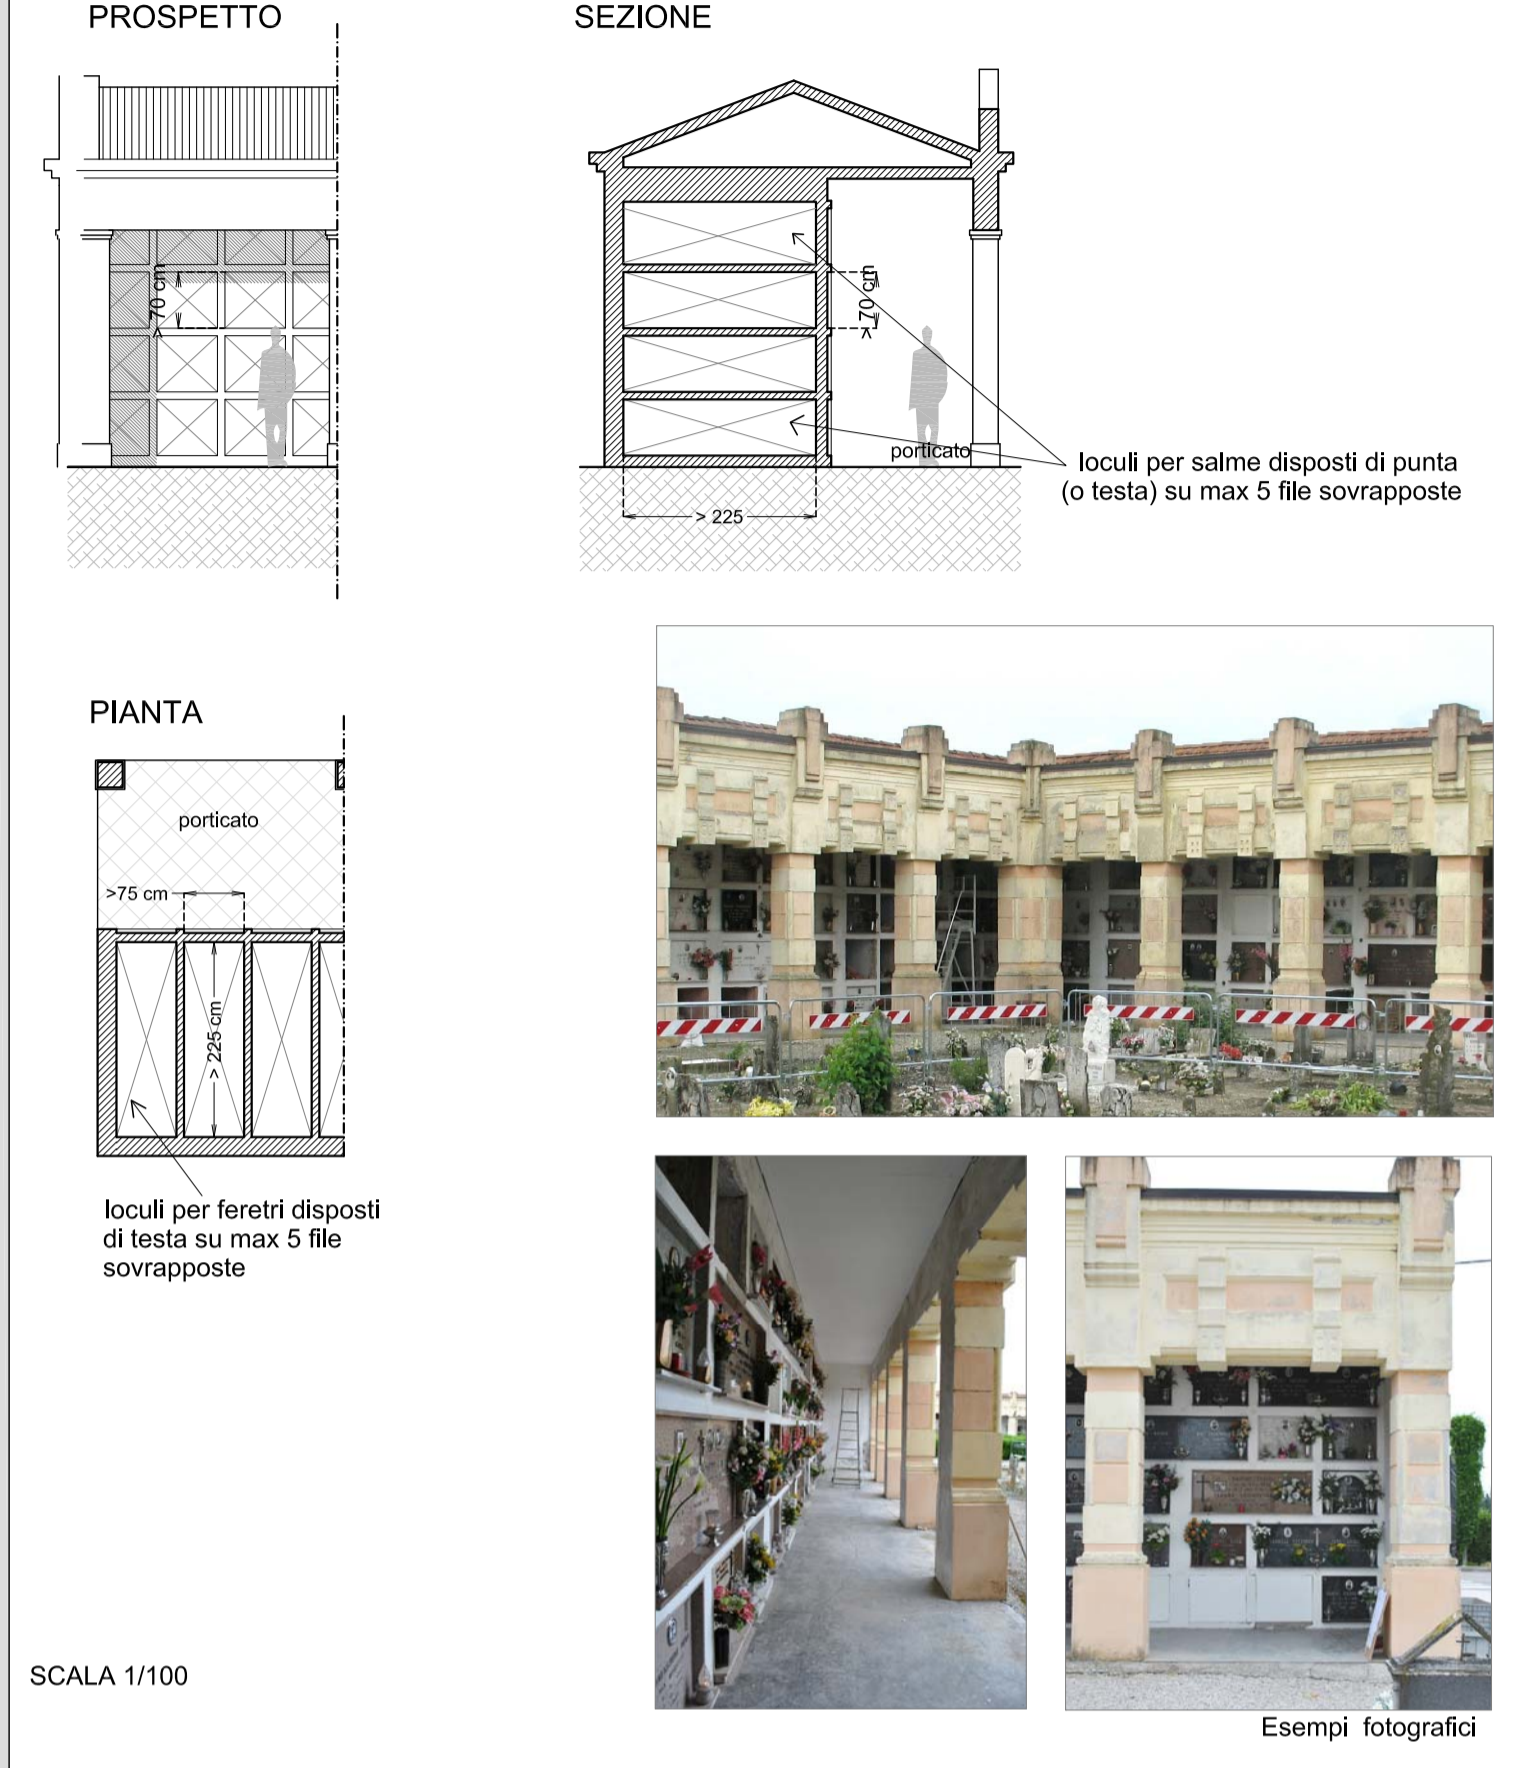 PROSPETTO
SEZIONE
> 70 cm
> 70 cm
porticato
loculi per salme disposti di punta
(o testa) su max 5 file sovrapposte
> 225
PIANTA
porticato
>75 cm
> 225 cm
loculi per feretri disposti
di testa su max 5 file
sovrapposte
SCALA 1/100
Esempi fotografici